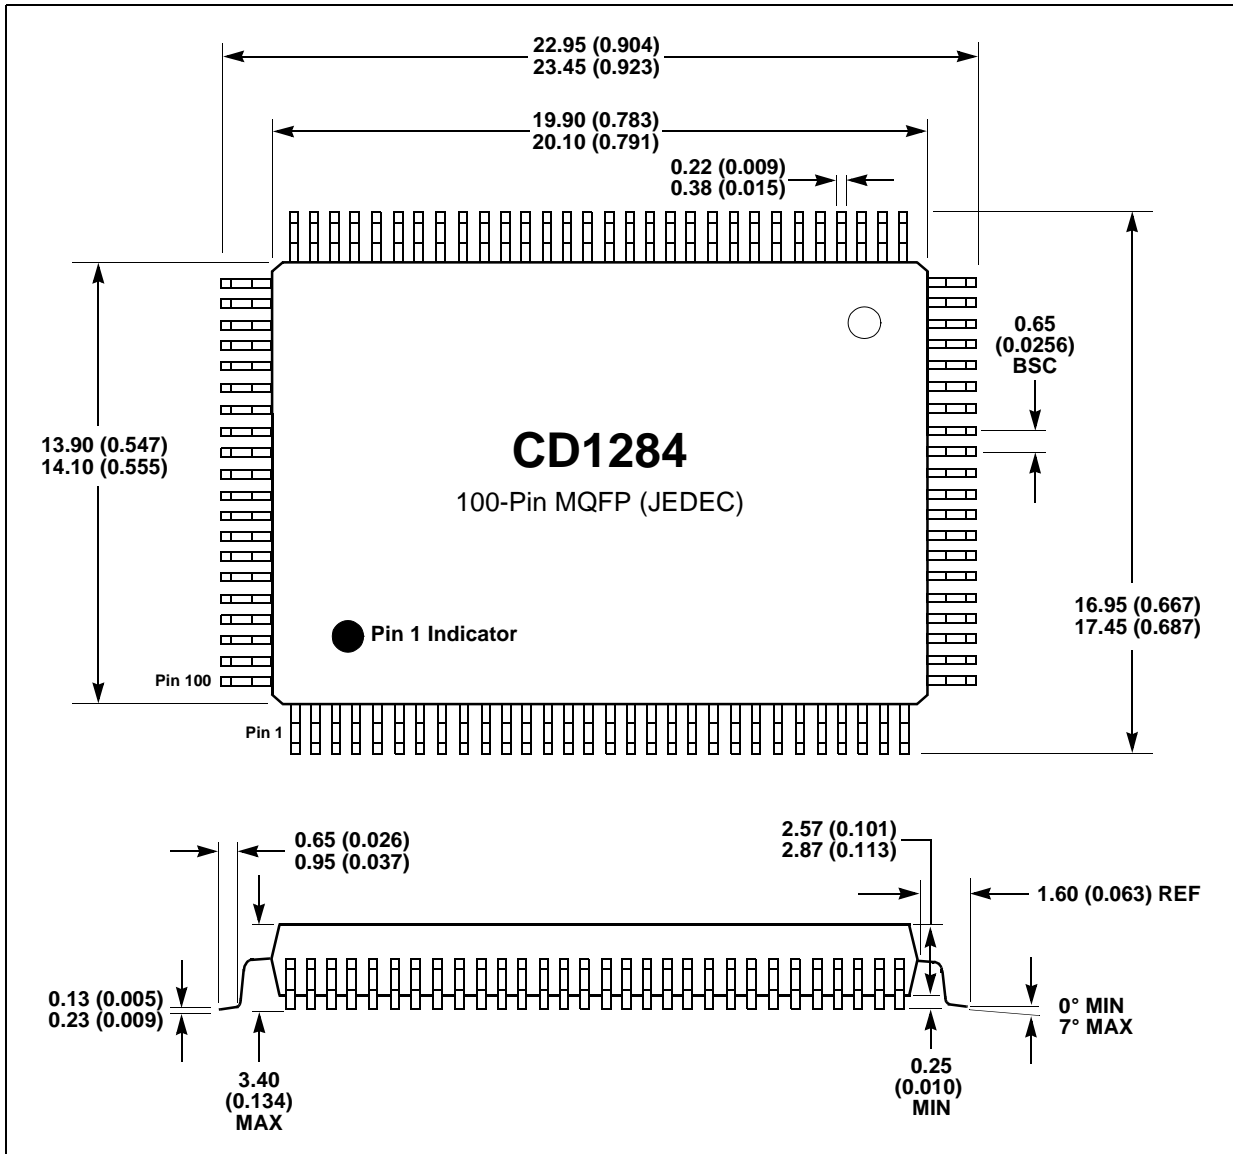 22.95 (0.904)
23.45 (0.923)
19.90 (0.783)
20.10 (0.791)
0.22 (0.009)
0.38 (0.015)
0.65
(0.0256)
BSC
13.90 (0.547)
14.10 (0.555)
CD1284
100-Pin MQFP (JEDEC)
16.95 (0.667)
17.45 (0.687)
Pin 1 Indicator
Pin 100
Pin 1
0.65 (0.026)
0.95 (0.037)
2.57 (0.101)
2.87 (0.113)
1.60 (0.063) REF
0.13 (0.005)
0.23 (0.009)
0° MIN
7° MAX
3.40
(0.134)
MAX
0.25
(0.010)
MIN